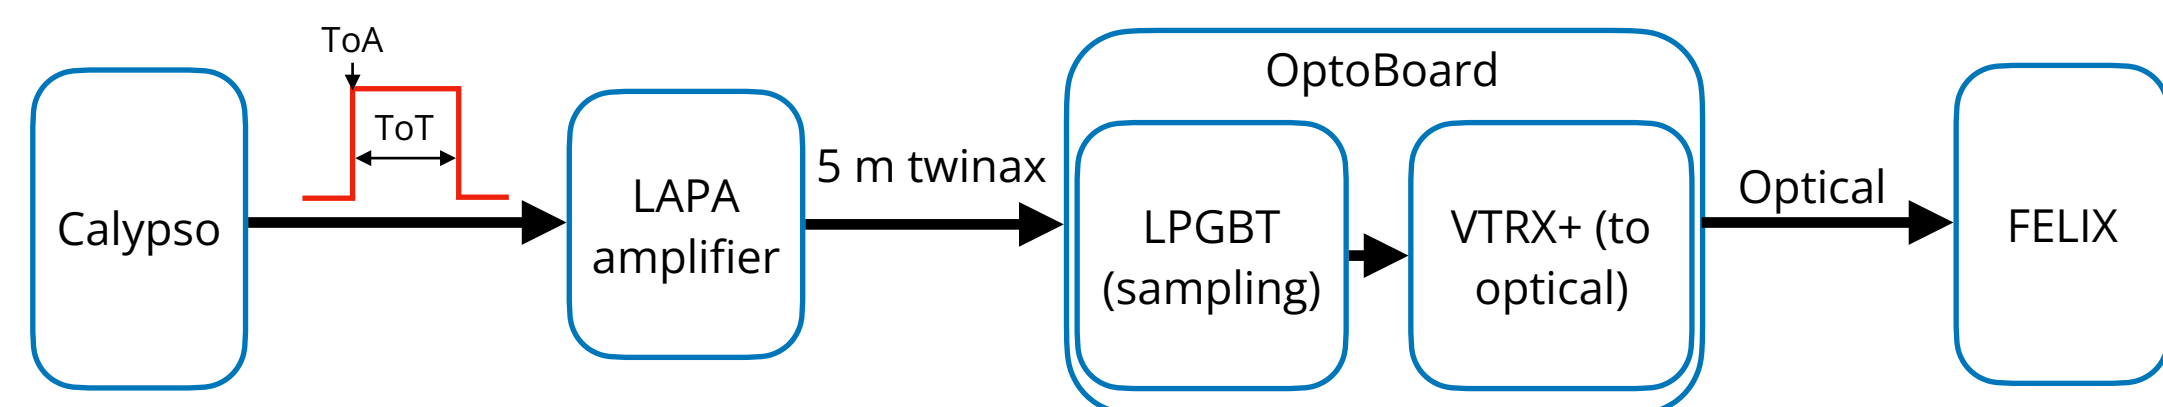 ToA
ToT
Calypso
LAPA
amplifier
5 m twinax
OptoBoard
LPGBT
(sampling)
VTRX+ (to
optical)
Optical
FELIX